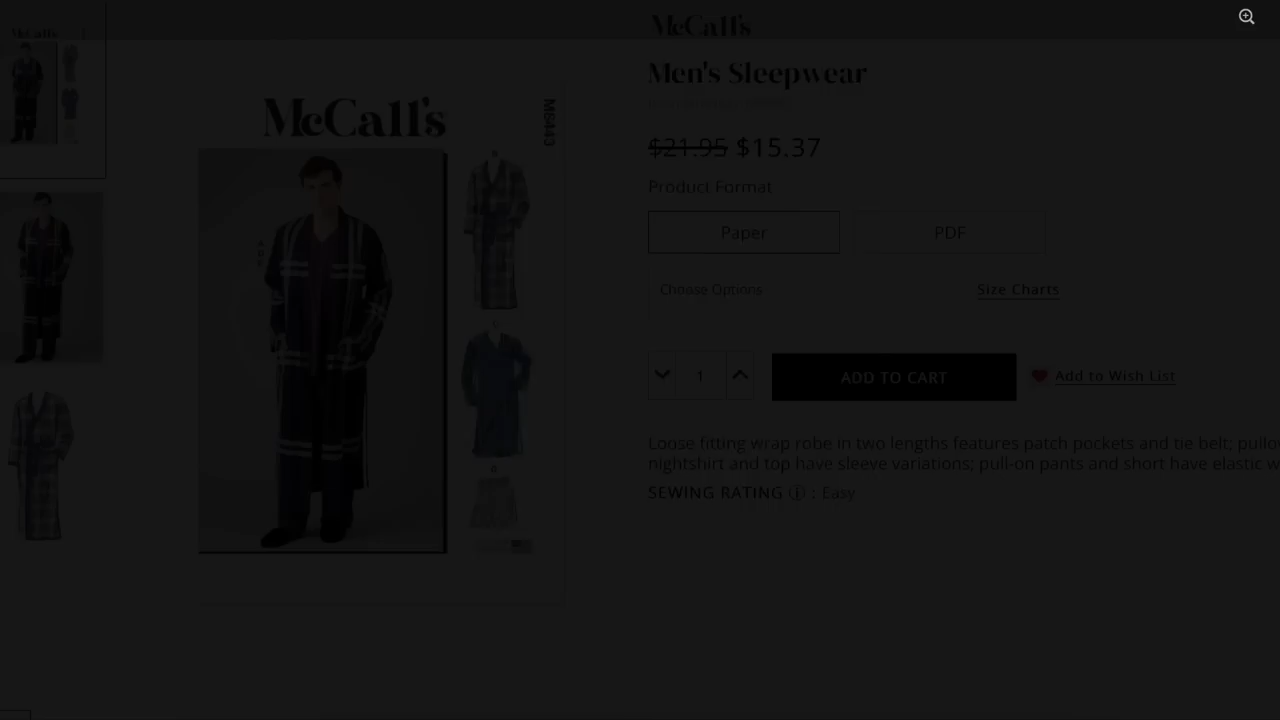 McCall's
McCall's
Men's Sleepwear
$21.95 $15.37
Product Format
Paper
PDF
Choose Options
Size Charts
1
ADD TO CART
Add to Wish List
Loose fitting wrap robe in two lengths features patch pockets and tie belt;
nightshirt and top have sleeve variations; pull-on pants and short have elastic
SEWING RATING ⓘ : Easy
McCall's
M6443